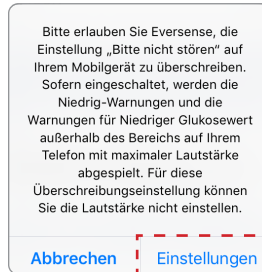 Bitte erlauben Sie Eversense, die
Einstellung „Bitte nicht stören“ auf
Ihrem Mobilgerät zu überschreiben.
Sofern eingeschaltet, werden die
Niedrig-Warnungen und die
Warnungen für Niedriger Glukosewert
außerhalb des Bereichs auf Ihrem
Telefon mit maximaler Lautstärke
abgespielt. Für diese
Überschreibungseinstellung können
Sie die Lautstärke nicht einstellen.
Abbrechen Einstellungen